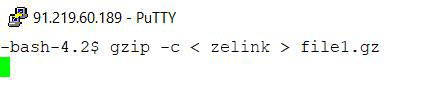 91.219.60.189 - PuTTY
-bash-4.2$ gzip -c < zelink > file1.gz